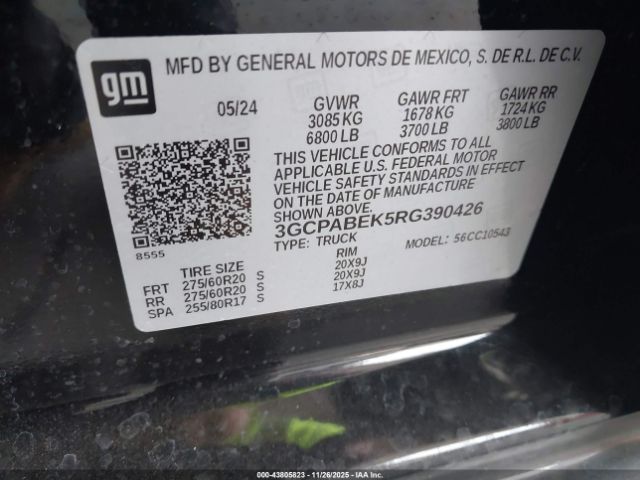 gm
MFD BY GENERAL MOTORS DE MEXICO, S. DE R.L. DE C.V.
05/24 GVWR GAWR FRT GAWR RR
3085 KG 1678 KG 1724 KG
6800 LB 3700 LB 3800 LB
THIS VEHICLE CONFORMS TO ALL
APPLICABLE U.S. FEDERAL MOTOR
VEHICLE SAFETY STANDARDS IN EFFECT
ON THE DATE OF MANUFACTURE
SHOWN ABOVE.
3GCPABEK5RG390426
8555
TYPE: TRUCK MODEL: 56CC10543
TIRE SIZE RIM
FRT 275/60R20 S 20X9J
RR 275/60R20 S 20X9J
SPA 255/80R17 S 17X8J
000-43805823 | 11/26/2025 | IAA Inc.